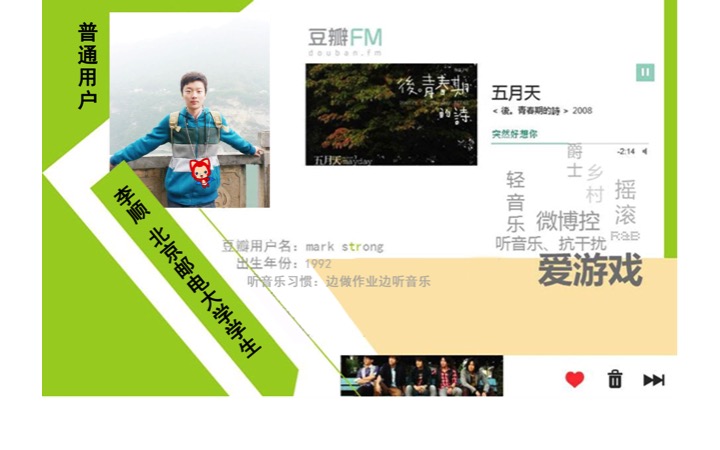 普通用户
豆瓣FM
douban.fm
後。青春期
的詩
五月天 mayday
五月天
< 後。青春期的詩 > 2008
突然好想你
-2:14
爵士
乡村
轻音乐
摇滚
R&B
微博控
听音乐、抗干扰
爱游戏
李顺 北京邮电大学学生
豆瓣用户名：mark strong
出生年份：1992
听音乐习惯：边做作业边听音乐